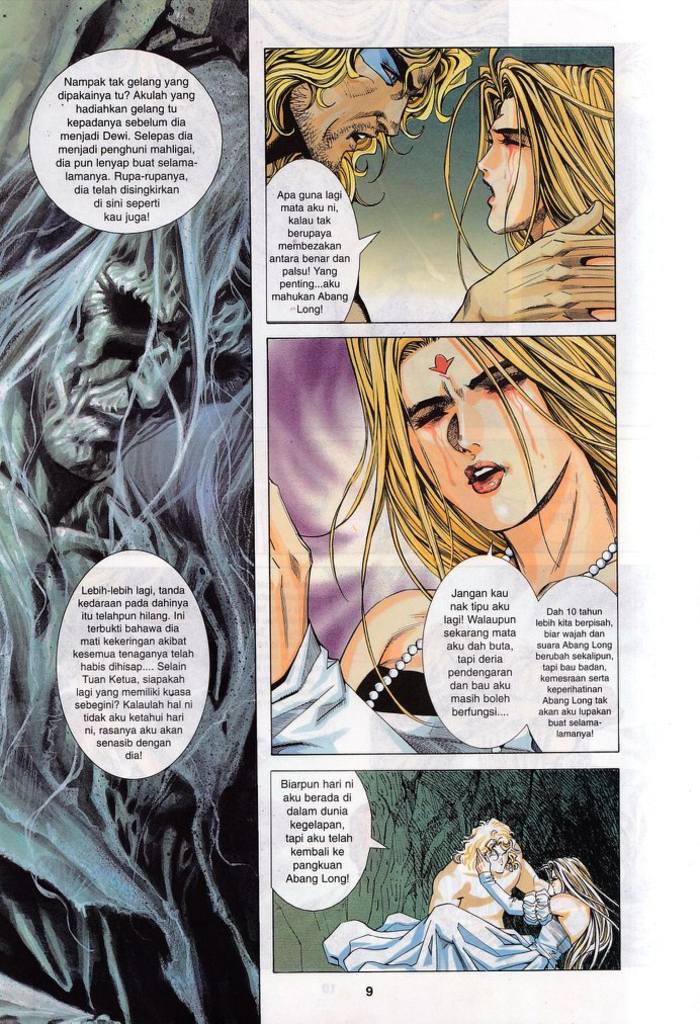 Nampak tak gelang yang
dipakainya tu? Akulah yang
hadiahkan gelang tu
kepadanya sebelum dia
menjadi Dewi. Selepas dia
menjadi penghuni mahligai,
dia pun lenyap buat selama-
lamanya. Rupa-rupanya,
dia telah disingkirkan
di sini seperti
kau juga!
Lebih-lebih lagi, tanda
kedaraan pada dahinya
itu telahpun hilang. Ini
terbukti bahawa dia
mati kekeringan akibat
kesemua tenaganya telah
habis dihisap.... Selain
Tuan Ketua, siapakah
lagi yang memiliki kuasa
sebegini? Kalaulah hal ni
tidak aku ketahui hari
ni, rasanya aku akan
senasib dengan
dia!
Apa guna lagi
mata aku ni,
kalau tak
berupaya
membezakan
antara benar dan
palsu! Yang
penting...aku
mahukan Abang
Long!
Jangan kau
nak tipu aku
lagi! Walaupun
sekarang mata
aku dah buta,
tapi deria
pendengaran
dan bau aku
masih boleh
berfungsi....
Dah 10 tahun
lebih kita berpisah,
biar wajah dan
suara Abang Long
berubah sekalipun,
tapi bau badan,
kemesraan serta
keperihatinan
Abang Long tak
akan aku lupakan
buat selama-
lamanya!
Biarpun hari ni
aku berada di
dalam dunia
kegelapan,
tapi aku telah
kembali ke
pangkuan
Abang Long!
9